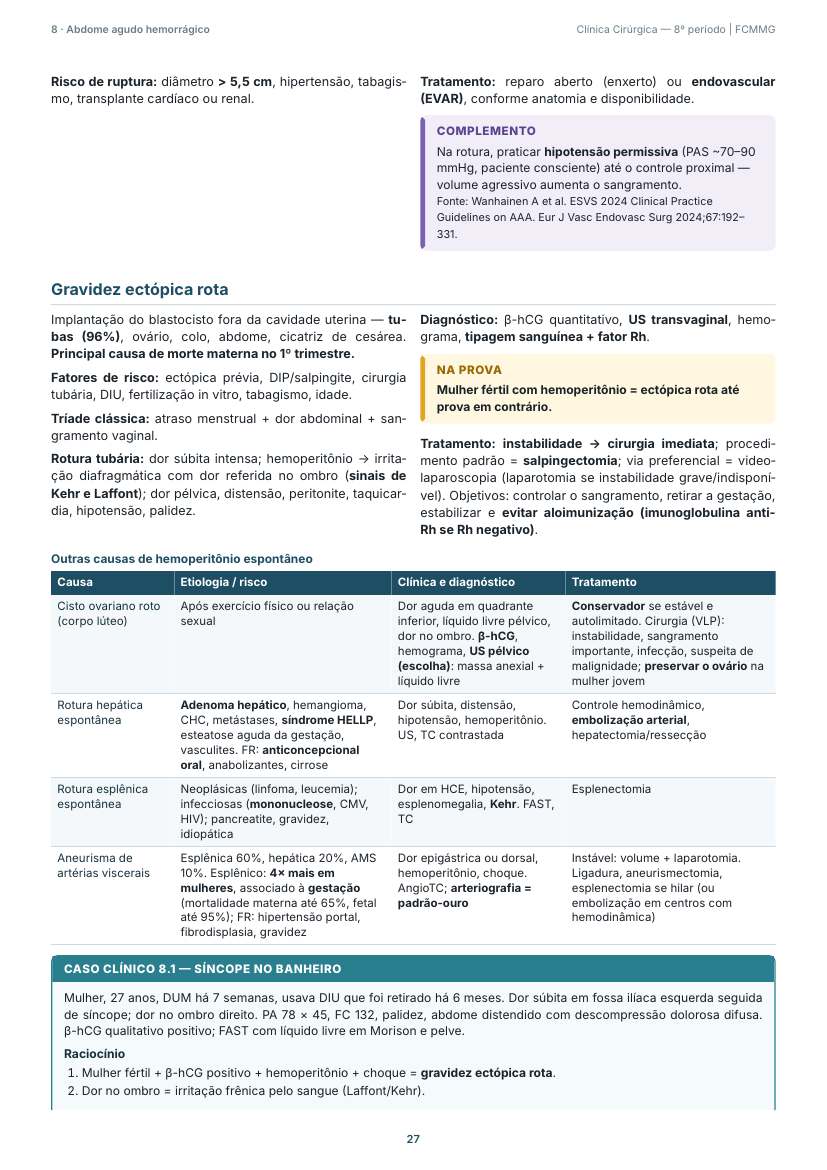 8 · Abdome agudo hemorrágico
Clínica Cirúrgica — 8º período | FCMMG
Risco de ruptura: diâmetro > 5,5 cm, hipertensão, tabagis-
mo, transplante cardíaco ou renal.
Tratamento: reparo aberto (enxerto) ou endovascular
(EVAR), conforme anatomia e disponibilidade.
COMPLEMENTO
Na rotura, praticar hipotensão permissiva (PAS ~70–90
mmHg, paciente consciente) até o controle proximal —
volume agressivo aumenta o sangramento.
Fonte: Wanhainen A et al. ESVS 2024 Clinical Practice
Guidelines on AAA. Eur J Vasc Endovasc Surg 2024;67:192–
331.
Gravidez ectópica rota
Implantação do blastocisto fora da cavidade uterina — tu-
bas (96%), ovário, colo, abdome, cicatriz de cesárea.
Principal causa de morte materna no 1º trimestre.
Fatores de risco: ectópica prévia, DIP/salpingite, cirurgia
tubária, DIU, fertilização in vitro, tabagismo, idade.
Tríade clássica: atraso menstrual + dor abdominal + san-
gramento vaginal.
Rotura tubária: dor súbita intensa; hemoperitônio → irrita-
ção diafragmática com dor referida no ombro (sinais de
Kehr e Laffont); dor pélvica, distensão, peritonite, taquicar-
dia, hipotensão, palidez.
Diagnóstico: β-hCG quantitativo, US transvaginal, hemo-
grama, tipagem sanguínea + fator Rh.
NA PROVA
Mulher fértil com hemoperitônio = ectópica rota até
prova em contrário.
Tratamento: instabilidade → cirurgia imediata; procedi-
mento padrão = salpingectomia; via preferencial = video-
laparoscopia (laparotomia se instabilidade grave/indisponí-
vel). Objetivos: controlar o sangramento, retirar a gestação,
estabilizar e evitar aloimunização (imunoglobulina anti-
Rh se Rh negativo).
Outras causas de hemoperitônio espontâneo
Causa
Etiologia / risco
Clínica e diagnóstico
Tratamento
Cisto ovariano roto
(corpo lúteo)
Após exercício físico ou relação
sexual
Dor aguda em quadrante
inferior, líquido livre pélvico,
dor no ombro. β-hCG,
hemograma, US pélvico
(escolha): massa anexial +
líquido livre
Conservador se estável e
autolimitado. Cirurgia (VLP):
instabilidade, sangramento
importante, infecção, suspeita de
malignidade; preservar o ovário na
mulher jovem
Rotura hepática
espontânea
Adenoma hepático, hemangioma,
CHC, metástases, síndrome HELLP,
esteatose aguda da gestação,
vasculites. FR: anticoncepcional
oral, anabolizantes, cirrose
Dor súbita, distensão,
hipotensão, hemoperitônio.
US, TC contrastada
Controle hemodinâmico,
embolização arterial,
hepatectomia/ressecção
Rotura esplênica
espontânea
Neoplásicas (linfoma, leucemia);
infecciosas (mononucleose, CMV,
HIV); pancreatite, gravidez,
idiopática
Dor em HCE, hipotensão,
esplenomegalia, Kehr. FAST,
TC
Esplenectomia
Aneurisma de
artérias viscerais
Esplênica 60%, hepática 20%, AMS
10%. Esplênico: 4× mais em
mulheres, associado à gestação
(mortalidade materna até 65%, fetal
até 95%); FR: hipertensão portal,
fibrodisplasia, gravidez
Dor epigástrica ou dorsal,
hemoperitônio, choque.
AngioTC; arteriografia =
padrão-ouro
Instável: volume + laparotomia.
Ligadura, aneurismectomia,
esplenectomia se hilar (ou
embolização em centros com
hemodinâmica)
CASO CLÍNICO 8.1 — SÍNCOPE NO BANHEIRO
Mulher, 27 anos, DUM há 7 semanas, usava DIU que foi retirado há 6 meses. Dor súbita em fossa ilíaca esquerda seguida
de síncope; dor no ombro direito. PA 78 × 45, FC 132, palidez, abdome distendido com descompressão dolorosa difusa.
β-hCG qualitativo positivo; FAST com líquido livre em Morison e pelve.
Raciocínio
1. Mulher fértil + β-hCG positivo + hemoperitônio + choque = gravidez ectópica rota.
2. Dor no ombro = irritação frênica pelo sangue (Laffont/Kehr).
27